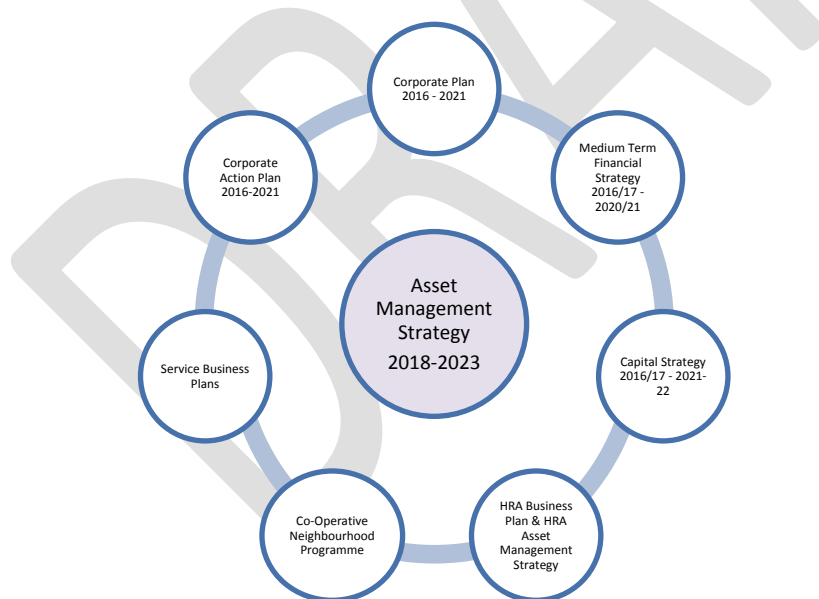 Corporate Plan
2016 - 2021
Medium Term
Financial
Strategy
2016/17 -
2020/21
Capital Strategy
2016/17 - 2021-
22
HRA Business
Plan & HRA
Asset
Management
Strategy
Co-Operative
Neighbourhood
Programme
Service Business
Plans
Corporate
Action Plan
2016-2021
Asset
Management
Strategy
2018-2023